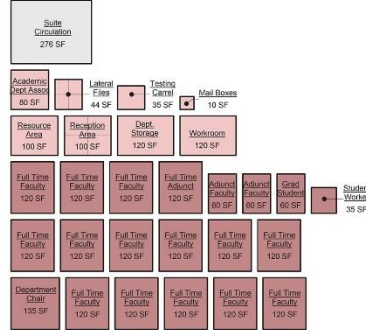 Suite
Circulation
276 SF
Academic
Dept Assoc
80 SF
Lateral
Files
44 SF
Testing
Carrel
35 SF
Mail Boxes
10 SF
Resource
Area
100 SF
Reception
Area
100 SF
Dept.
Storage
120 SF
Workroom
120 SF
Full Time
Faculty
120 SF
Full Time
Faculty
120 SF
Full Time
Faculty
120 SF
Full Time
Adjunct
120 SF
Adjunct
Faculty
60 SF
Adjunct
Faculty
60 SF
Grad
Student
60 SF
Student
Worker
35 SF
Full Time
Faculty
120 SF
Full Time
Faculty
120 SF
Full Time
Faculty
120 SF
Full Time
Faculty
120 SF
Full Time
Faculty
120 SF
Full Time
Faculty
120 SF
Department
Chair
135 SF
Full Time
Faculty
120 SF
Full Time
Faculty
120 SF
Full Time
Faculty
120 SF
Full Time
Faculty
120 SF
Full Time
Faculty
120 SF